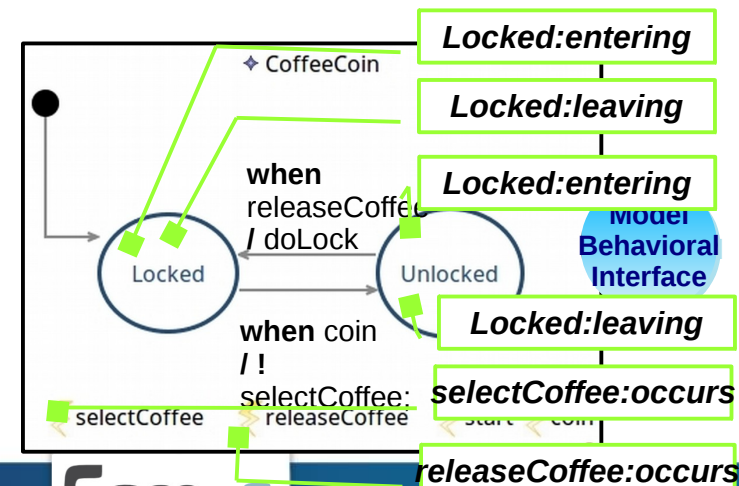 Locked:entering
CoffeeCoin
Locked:leaving
when
releaseCoffee
/ doLock
Locked:entering
Model
Behavioral
Interface
Locked
Unlocked
Locked:leaving
when coin
/ !
selectCoffee;
selectCoffee:occurs
selectCoffee
releaseCoffee
start
coin
releaseCoffee:occurs